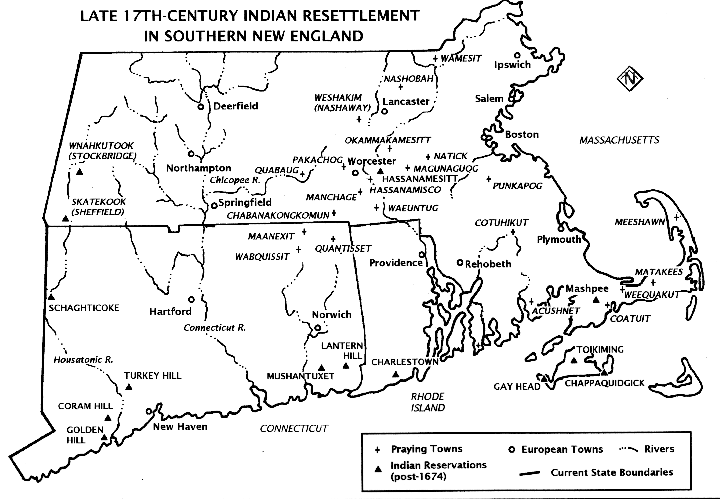 LATE 17TH-CENTURY INDIAN RESETTLEMENT
IN SOUTHERN NEW ENGLAND
WAMESIT
Ipswich
NASHOBAH
WESHAKIM
(NASHAWAY)
Lancaster
Deerfield
Salem
Boston
MASSACHUSETTS
OKAMMAKAMESITT
WNAHKUTOOK
(STOCKBRIDGE)
Northampton
PAKACHOG
Worcester
NATICK
QUABAUG
MAGUNAGUOG
Chicopee R.
HASSANAMESITT
PUNKAPOG
HASSANAMISCO
MANCHAGE
SKATEKOOK
(SHEFFIELD)
Springfield
WAEUNTUG
CHABANAKONGKOMUN
COTUHIKUT
MEESHAWN
MAANEXIT
QUANTISSET
Plymouth
WABQUISSIT
Providence
Rehobeth
MATAKEES
Mashpee
WEEQUAKUT
SCHAGHTICOKE
Hartford
ACUSHNET
COATUIT
Norwich
Connecticut R.
LANTERN
HILL
TOIKIMING
Housatonic R.
CHARLESTOWN
MUSHANTUXET
TURKEY HILL
GAY HEAD
CHAPPAQUIDGICK
RHODE
ISLAND
CORAM HILL
New Haven
GOLDEN
HILL
CONNECTICUT
Praying Towns
European Towns
Rivers
Indian Reservations
(post-1674)
Current State Boundaries
N